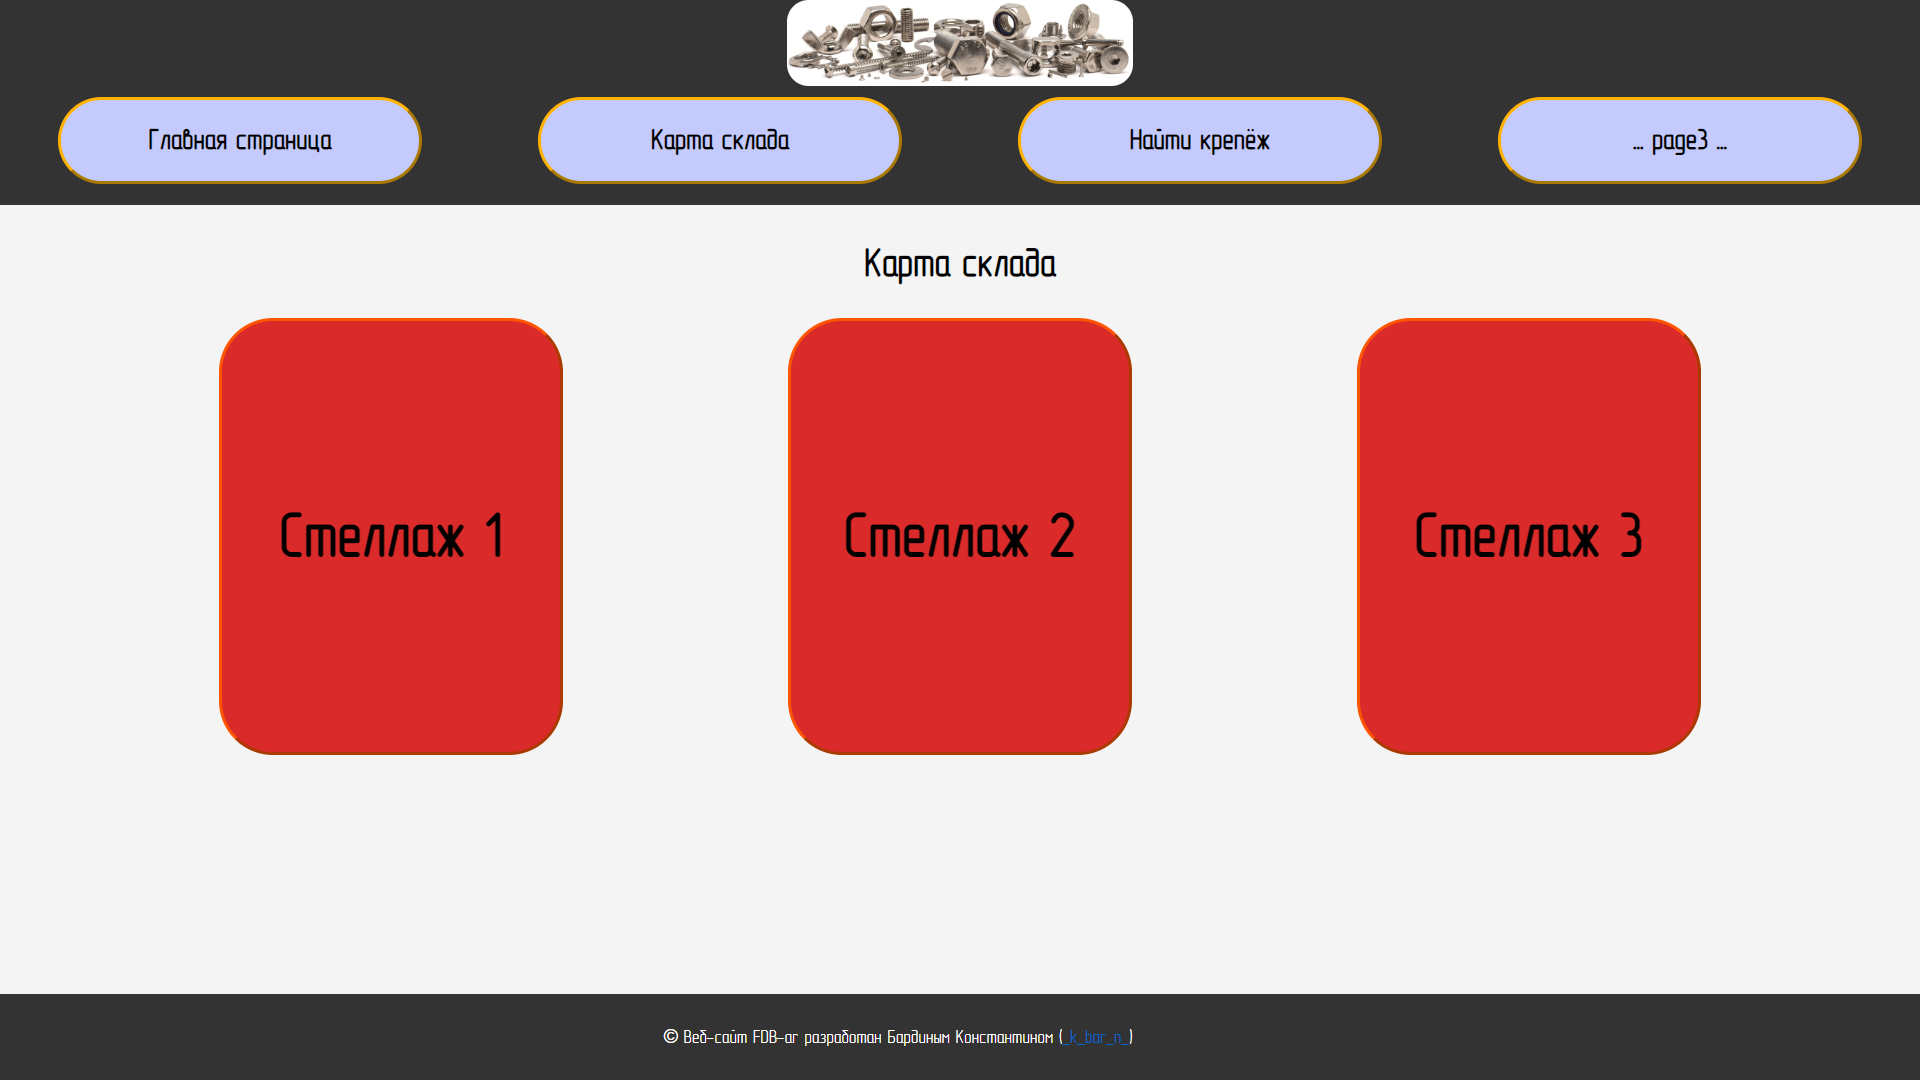 Главная страница
Карта склада
Найти крепёж
... page3 ...
Карта склада
Стеллаж 1
Стеллаж 2
Стеллаж 3
© Веб-сайт FDB-ar разработан Бардиным Константином (_k_bar_n_)